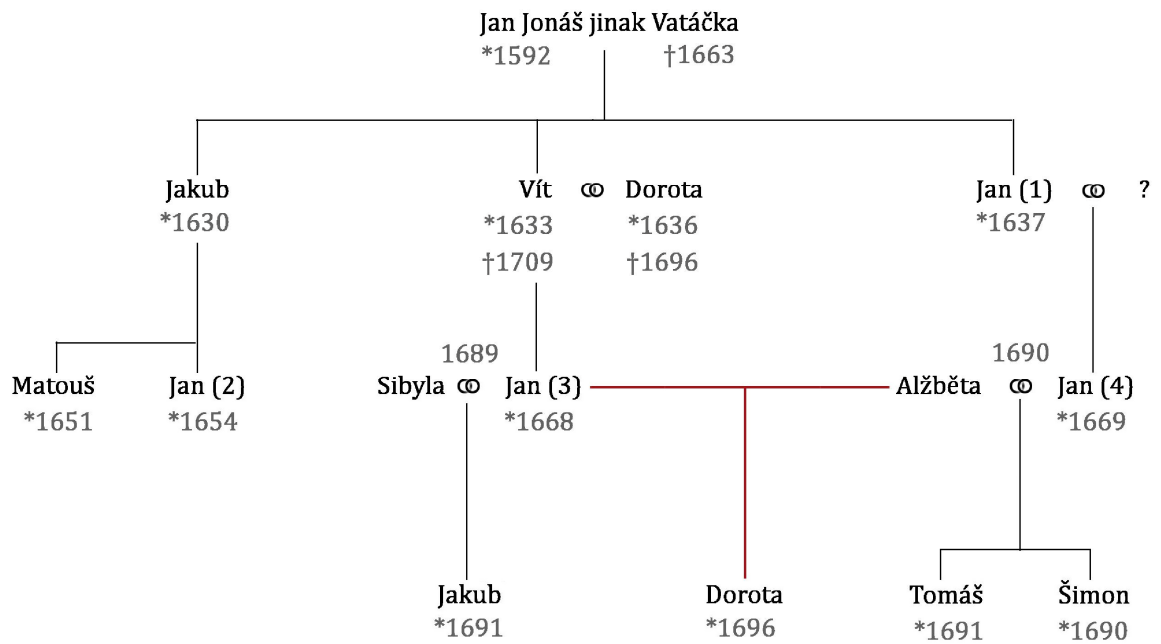 Jan Jonáš jinak Vatáčka
*1592 †1663
Jakub Vít ⚭ Dorota Jan (1) ⚭ ?
*1630 *1633 *1636 *1637
†1709 †1696
1689 1690
Matouš Jan (2) Sibyla ⚭ Jan (3) Alžběta ⚭ Jan (4)
*1651 *1654 *1668 *1669
Jakub Dorota Tomáš Šimon
*1691 *1696 *1691 *1690